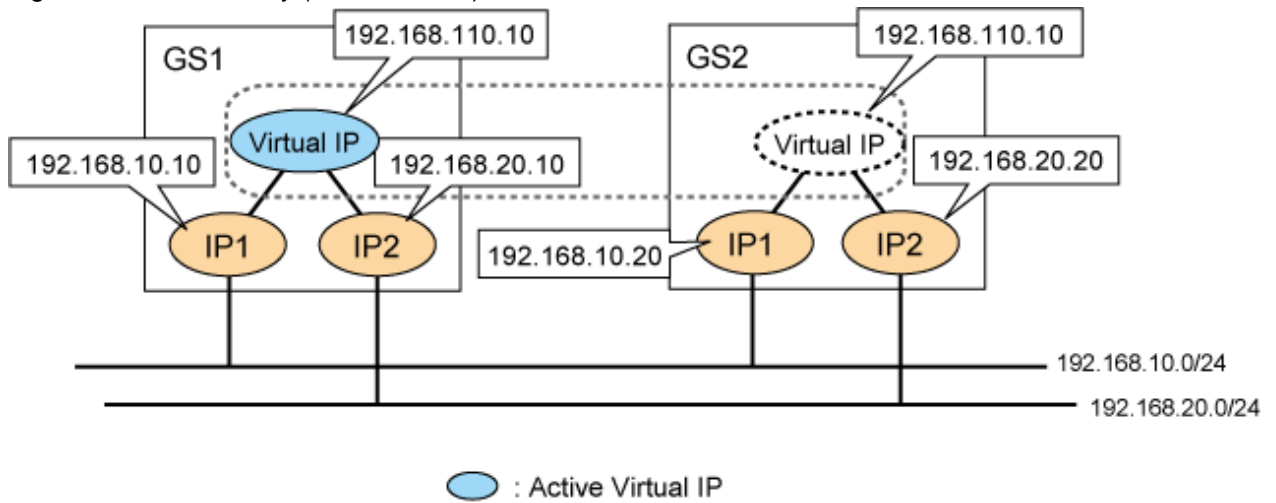 192.168.110.10
192.168.110.10
GS1
GS2
Virtual IP
Virtual IP
192.168.10.10
192.168.20.10
192.168.20.20
IP1
IP2
192.168.10.20
IP1
IP2
192.168.10.0/24
192.168.20.0/24
: Active Virtual IP